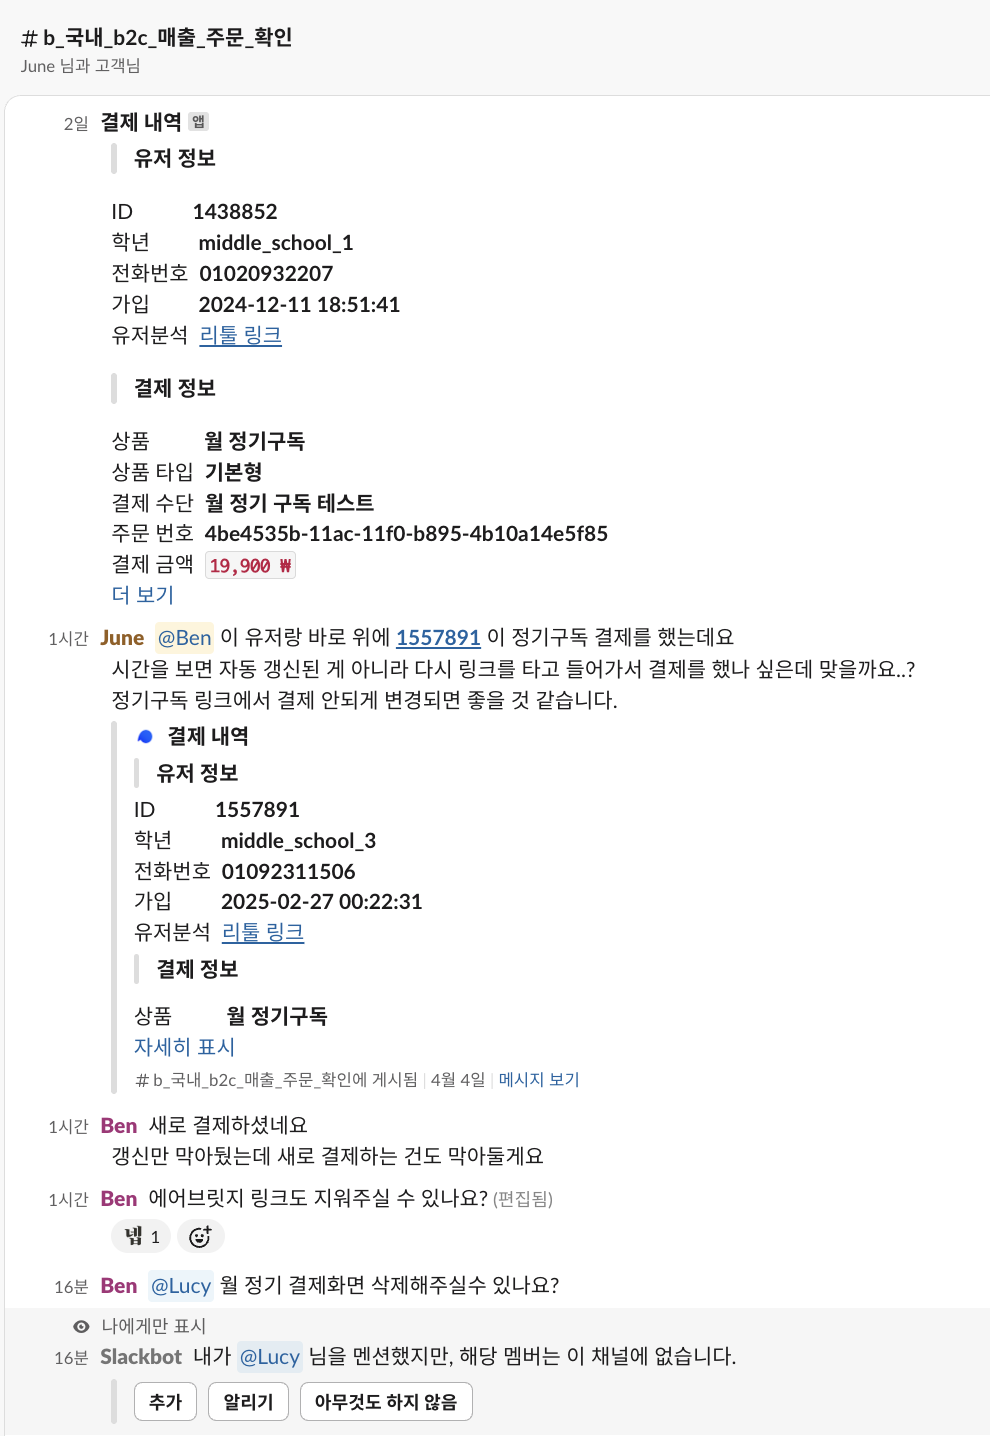 # b_국내_b2c_매출_주문_확인
June 님과 고객님
2일 결제 내역 앱
유저 정보
ID 1438852
학년 middle_school_1
전화번호 01020932207
가입 2024-12-11 18:51:41
유저분석 리툴 링크
결제 정보
상품 월 정기구독
상품 타입 기본형
결제 수단 월 정기 구독 테스트
주문 번호 4be4535b-11ac-11f0-b895-4b10a14e5f85
결제 금액 19,900 ₩
더 보기
1시간 June @Ben 이 유저랑 바로 위에 1557891 이 정기구독 결제를 했는데요
시간을 보면 자동 갱신된 게 아니라 다시 링크를 타고 들어가서 결제를 했나 싶은데 맞을까요..?
정기구독 링크에서 결제 안되게 변경되면 좋을 것 같습니다.
결제 내역
유저 정보
ID 1557891
학년 middle_school_3
전화번호 01092311506
가입 2025-02-27 00:22:31
유저분석 리툴 링크
결제 정보
상품 월 정기구독
자세히 표시
# b_국내_b2c_매출_주문_확인에 게시됨 | 4월 4일 | 메시지 보기
1시간 Ben 새로 결제하셨네요
갱신만 막아뒀는데 새로 결제하는 건도 막아둘게요
1시간 Ben 에어브릿지 링크도 지워주실 수 있나요? (편집됨)
넵 1
16분 Ben @Lucy 월 정기 결제화면 삭제해주실수 있나요?
나에게만 표시
16분 Slackbot 내가 @Lucy 님을 멘션했지만, 해당 멤버는 이 채널에 없습니다.
추가 알리기 아무것도 하지 않음